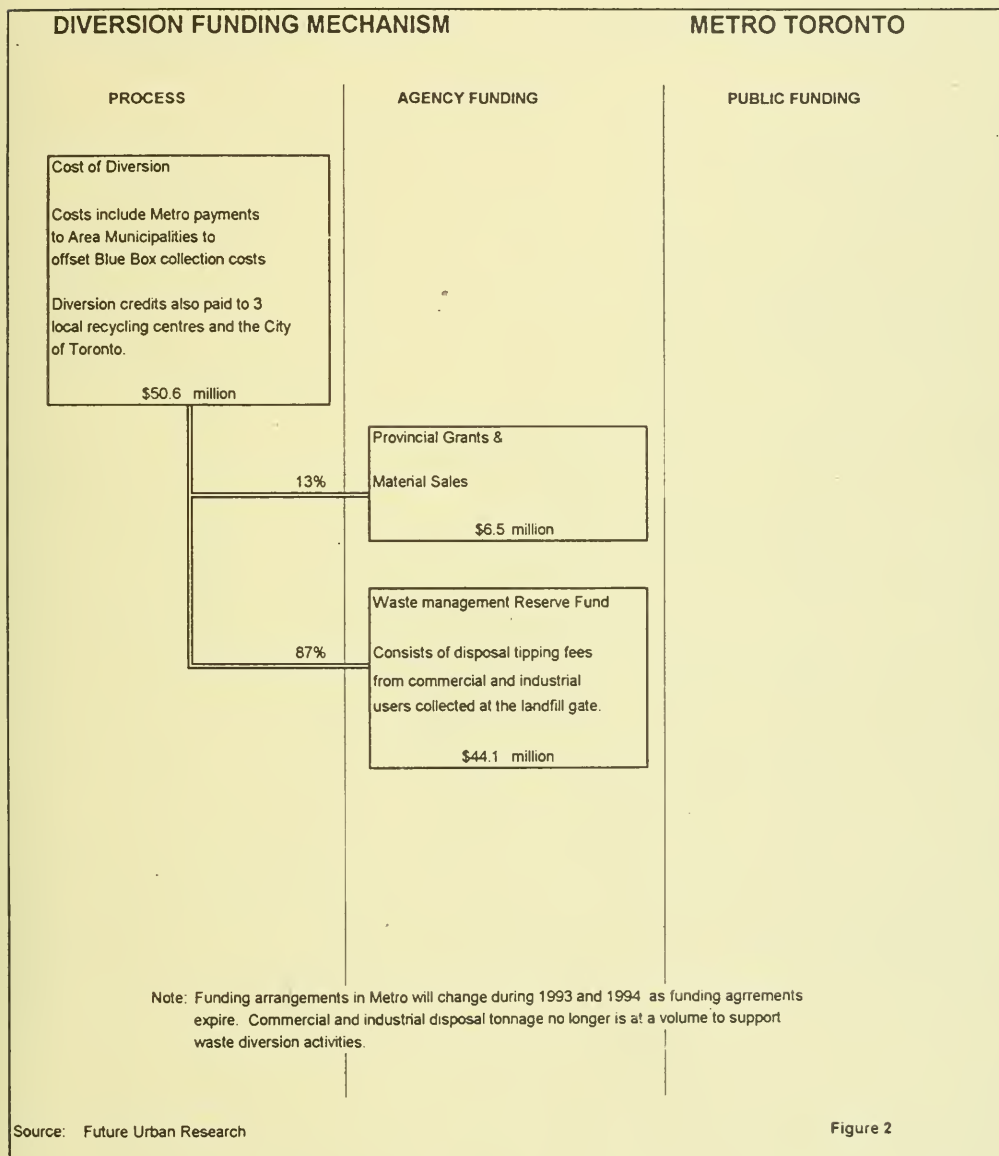 DIVERSION FUNDING MECHANISM METRO TORONTO
PROCESS AGENCY FUNDING PUBLIC FUNDING
Cost of Diversion
Costs include Metro payments
to Area Municipalities to
offset Blue Box collection costs
Diversion credits also paid to 3
local recycling centres and the City
of Toronto.
$50.6 million
Provincial Grants &
13% Material Sales
$6.5 million
Waste management Reserve Fund
87% Consists of disposal tipping fees
from commercial and industrial
users collected at the landfill gate.
$44.1 million
Note: Funding arrangements in Metro will change during 1993 and 1994 as funding agrrements
expire. Commercial and industrial disposal tonnage no longer is at a volume to support
waste diversion activities.
Source: Future Urban Research Figure 2